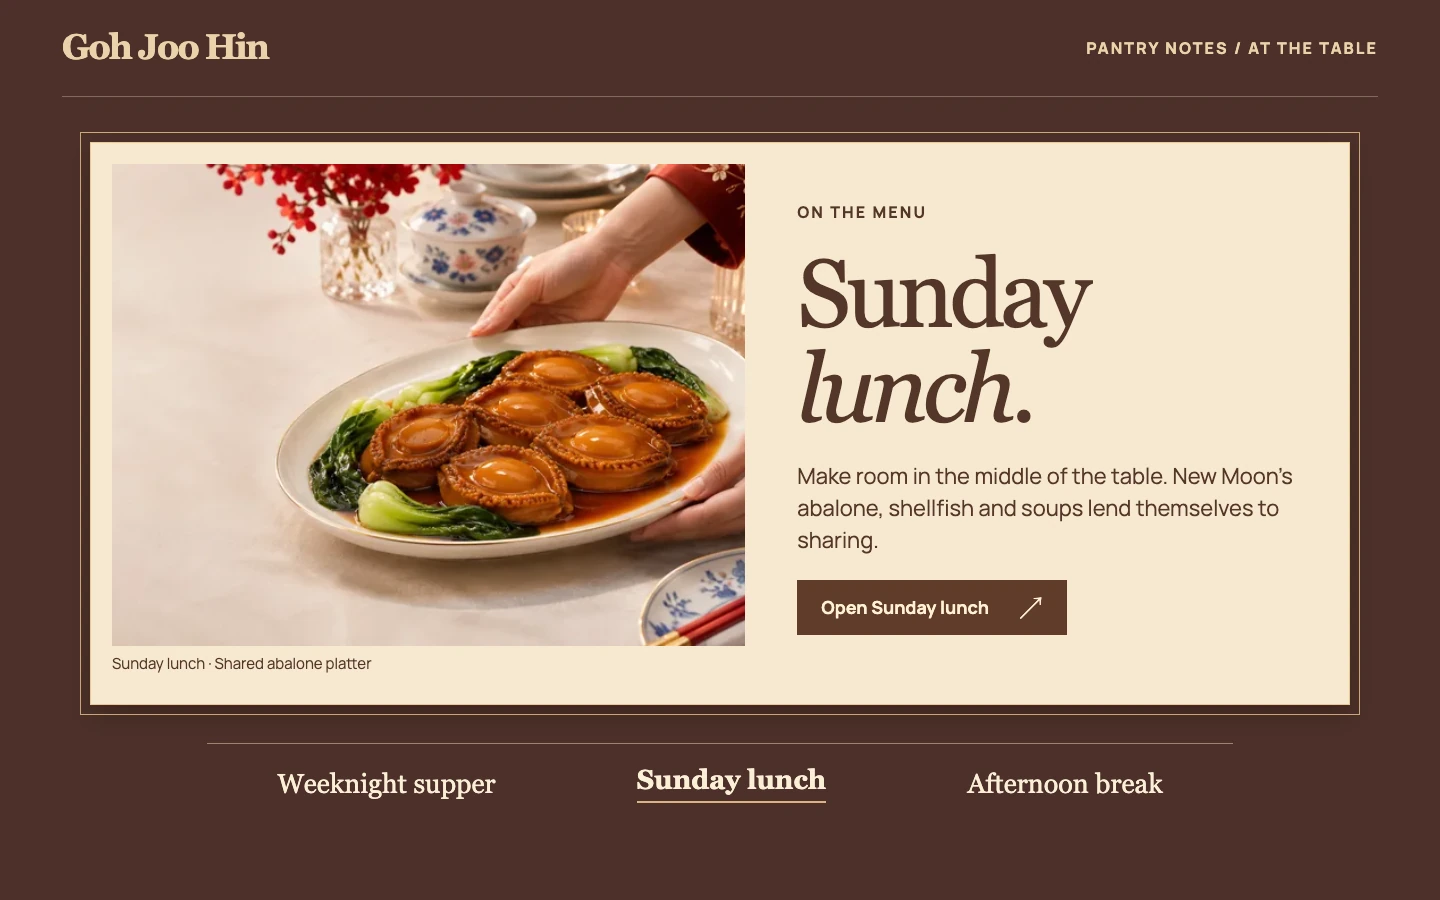 Goh Joo Hin
PANTRY NOTES / AT THE TABLE
ON THE MENU
Sunday
lunch.
Make room in the middle of the table. New Moon’s
abalone, shellfish and soups lend themselves to
sharing.
Open Sunday lunch
Sunday lunch · Shared abalone platter
Weeknight supper
Sunday lunch
Afternoon break